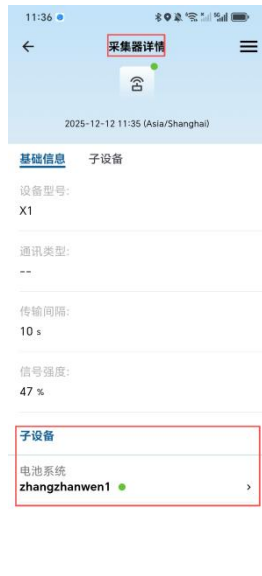 11:36
采集器详情
2025-12-12 11:35 (Asia/Shanghai)
基础信息 子设备
设备型号:
X1
通讯类型:
--
传输间隔:
10 s
信号强度:
47 %
子设备
电池系统
zhangzhanwen1